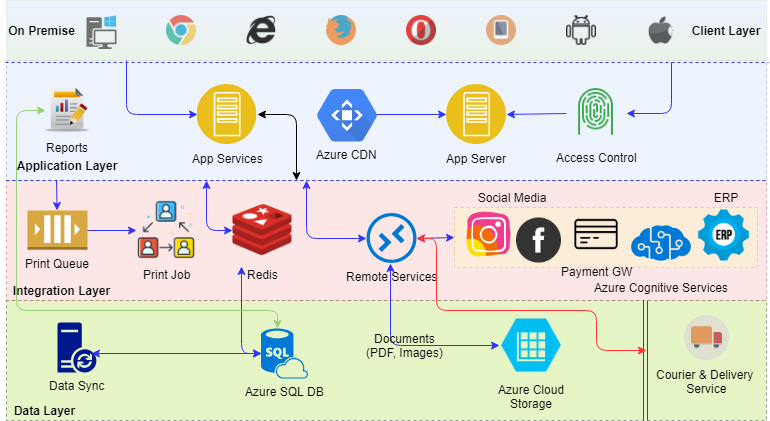 On Premise
Client Layer
Reports
App Services
Azure CDN
App Server
Access Control
Application Layer
Social Media
ERP
ERP
Print Queue
Print Job
Redis
Remote Services
Payment GW
Azure Cognitive Services
Integration Layer
SQL
Documents
(PDF, Images)
Data Sync
Azure SQL DB
Azure Cloud
Storage
Courier & Delivery
Service
Data Layer